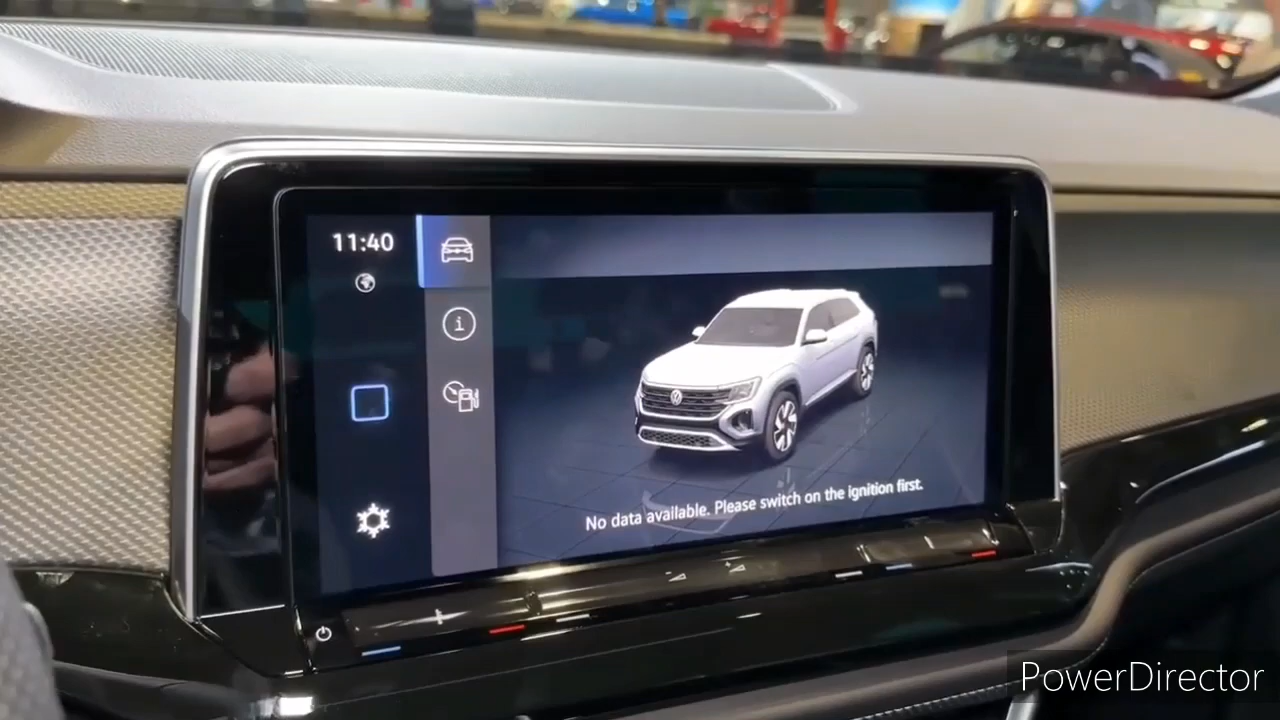 11:40
No data available. Please switch on the ignition first.
PowerDirector